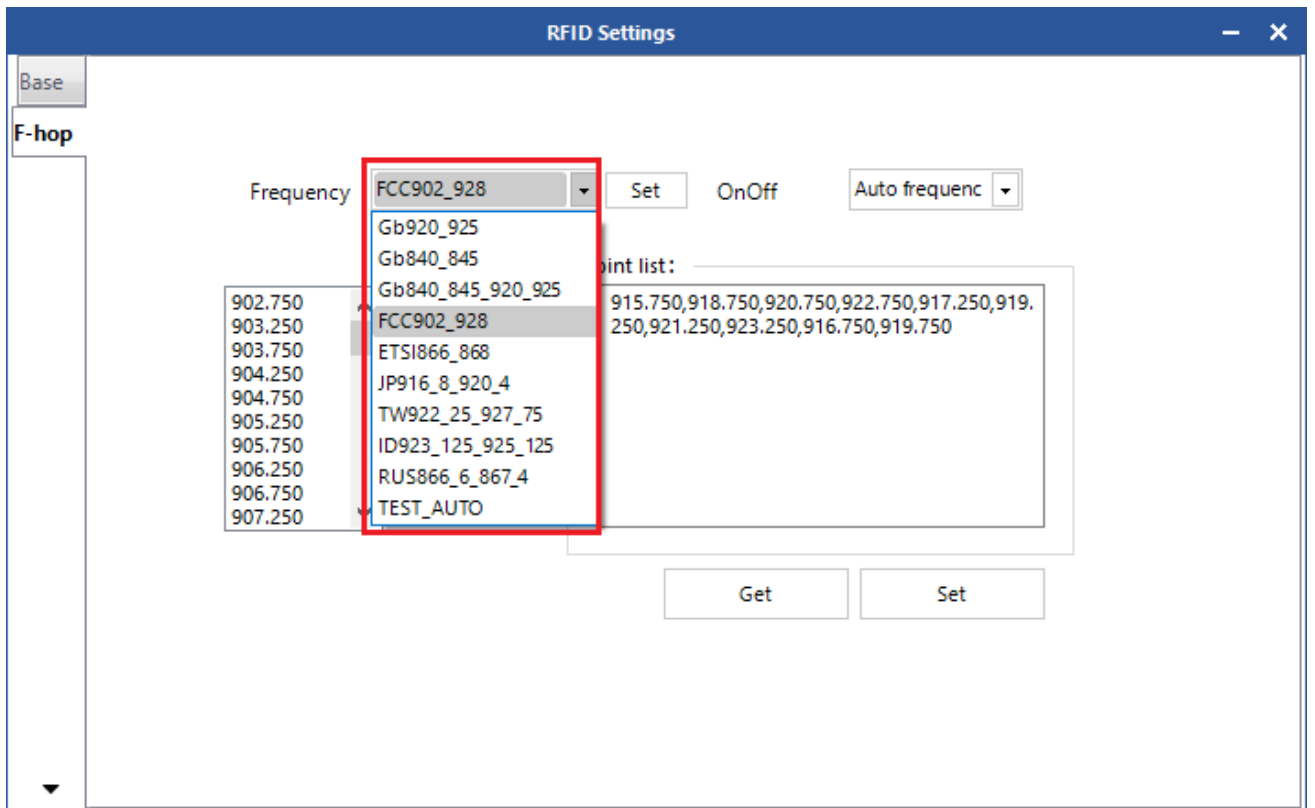 RFID Settings
Base
F-hop
Frequency
FCC902_928
Set
OnOff
Auto frequenc
Gb920_925
Gb840_845
Gb840_845_920_925
FCC902_928
ETSI866_868
JP916_8_920_4
TW922_25_927_75
ID923_125_925_125
RUS866_6_867_4
TEST_AUTO
902.750
903.250
903.750
904.250
904.750
905.250
905.750
906.250
906.750
907.250
int list:
915.750,918.750,920.750,922.750,917.250,919.
250,921.250,923.250,916.750,919.750
Get
Set